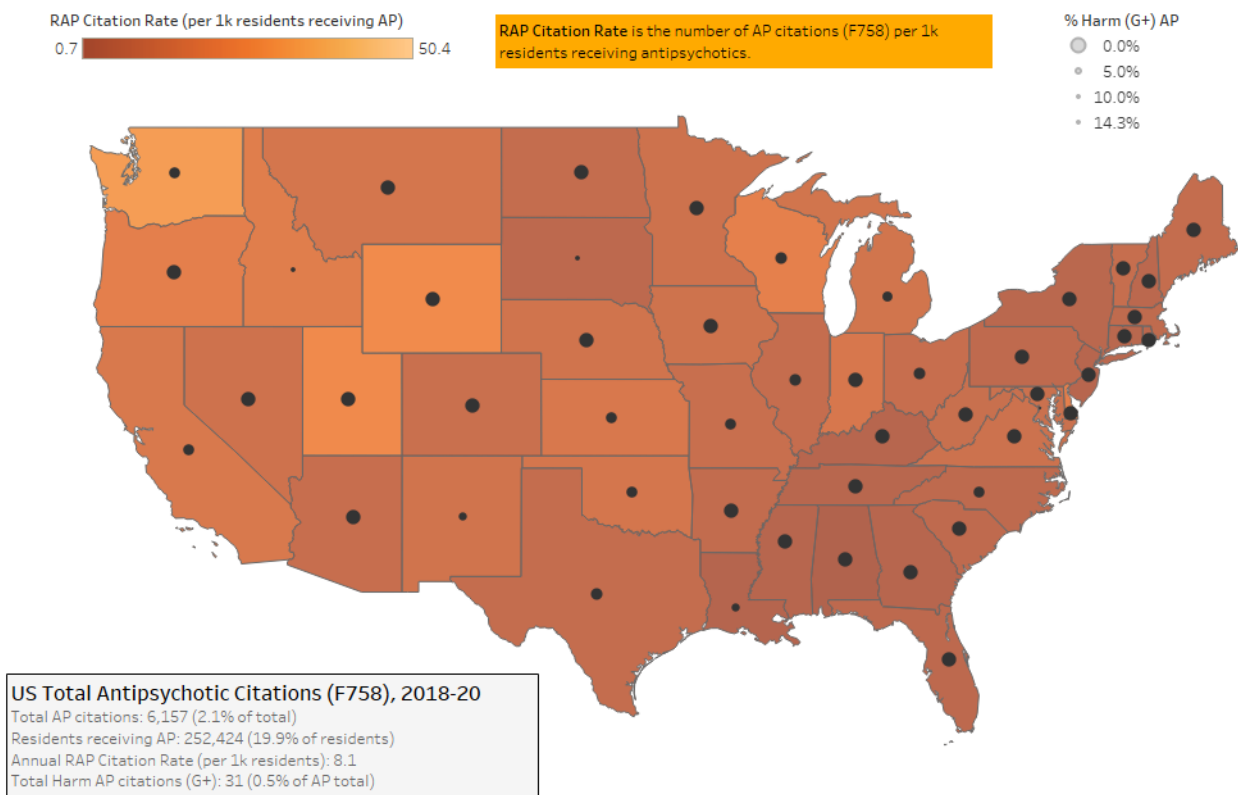 RAP Citation Rate (per 1k residents receiving AP)
0.7 50.4
RAP Citation Rate is the number of AP citations (F758) per 1k
residents receiving antipsychotics.
% Harm (G+) AP
0.0%
5.0%
10.0%
14.3%
US Total Antipsychotic Citations (F758), 2018-20
Total AP citations: 6,157 (2.1% of total)
Residents receiving AP: 252,424 (19.9% of residents)
Annual RAP Citation Rate (per 1k residents): 8.1
Total Harm AP citations (G+): 31 (0.5% of AP total)